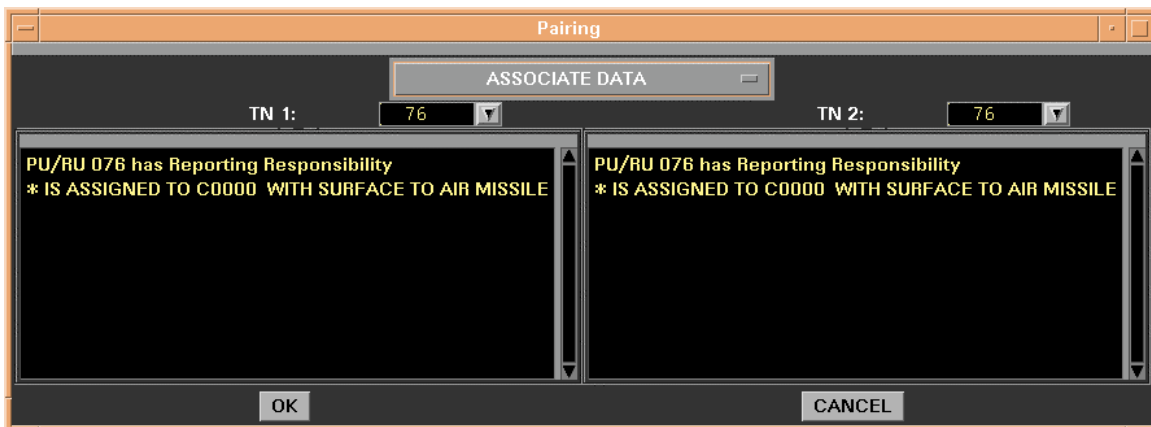 Pairing
ASSOCIATE DATA
TN 1: 76
TN 2: 76
PU/RU 076 has Reporting Responsibility
* IS ASSIGNED TO C0000 WITH SURFACE TO AIR MISSILE
PU/RU 076 has Reporting Responsibility
* IS ASSIGNED TO C0000 WITH SURFACE TO AIR MISSILE
OK
CANCEL